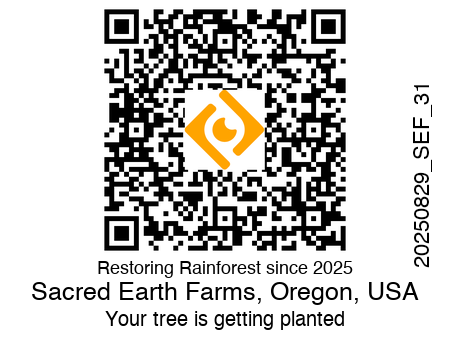 Restoring Rainforest since 2025
Sacred Earth Farms, Oregon, USA
Your tree is getting planted
20250829_SEF_31